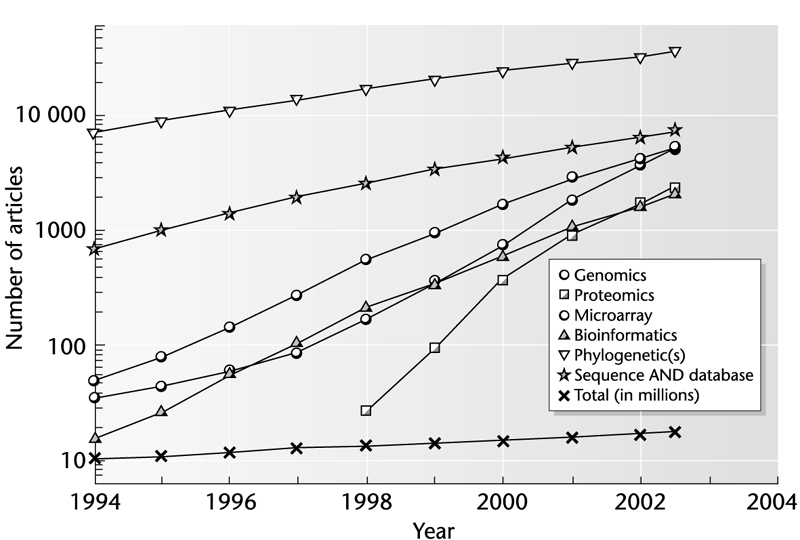 Number of articles
10 000
1000
100
10
1994
1996
1998
2000
2002
2004
Year
Genomics
Proteomics
Microarray
Bioinformatics
Phylogenetic(s)
Sequence AND database
Total (in millions)